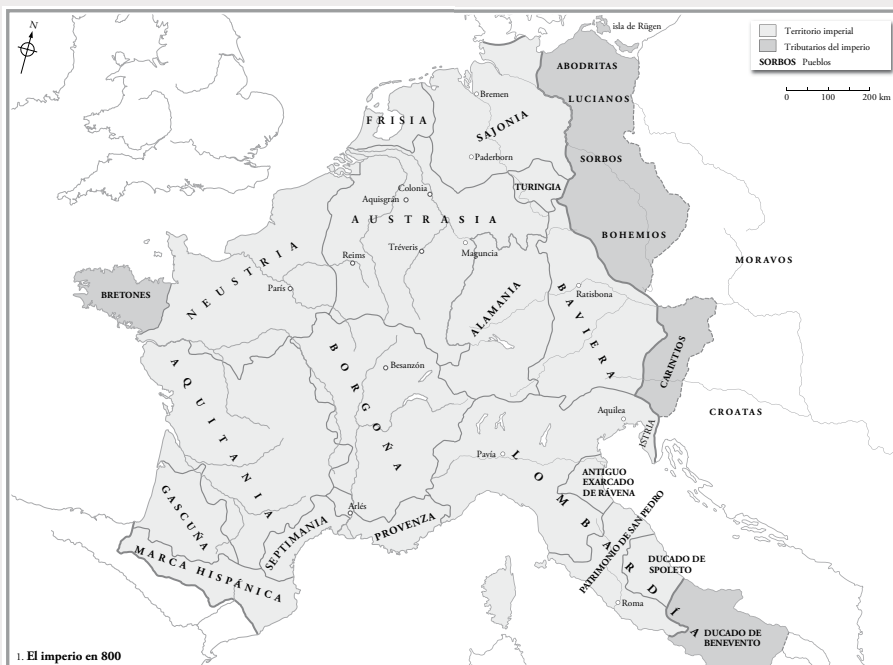 N
isla de Rügen
Territorio imperial
Tributarios del imperio
SORBOS Pueblos
0 100 200 km
ABODRITAS
LUCIANOS
Bremen
FRISIA
SAJONIA
SORBOS
Paderborn
TURINGIA
Colonia
Aquisgrán
AUSTRASIA
BOHEMIOS
Tréveris
Maguncia
Reims
MORAVOS
NEUSTRIA
París
BRETONES
Ratisbona
ALAMANIA
BAVIERA
CARINTIOS
BORGOÑA
Besanzón
AQUITANIA
CROATAS
Aquilea
ISTRIA
Pavía
LOMBARDÍA
ANTIGUO
EXARCADO
DE RÁVENA
GASCUÑA
Arlés
SEPTIMANIA
PROVENZA
PATRIMONIO DE SAN PEDRO
MARCA HISPÁNICA
DUCADO DE
SPOLETO
Roma
DUCADO DE
BENEVENTO
1. El imperio en 800